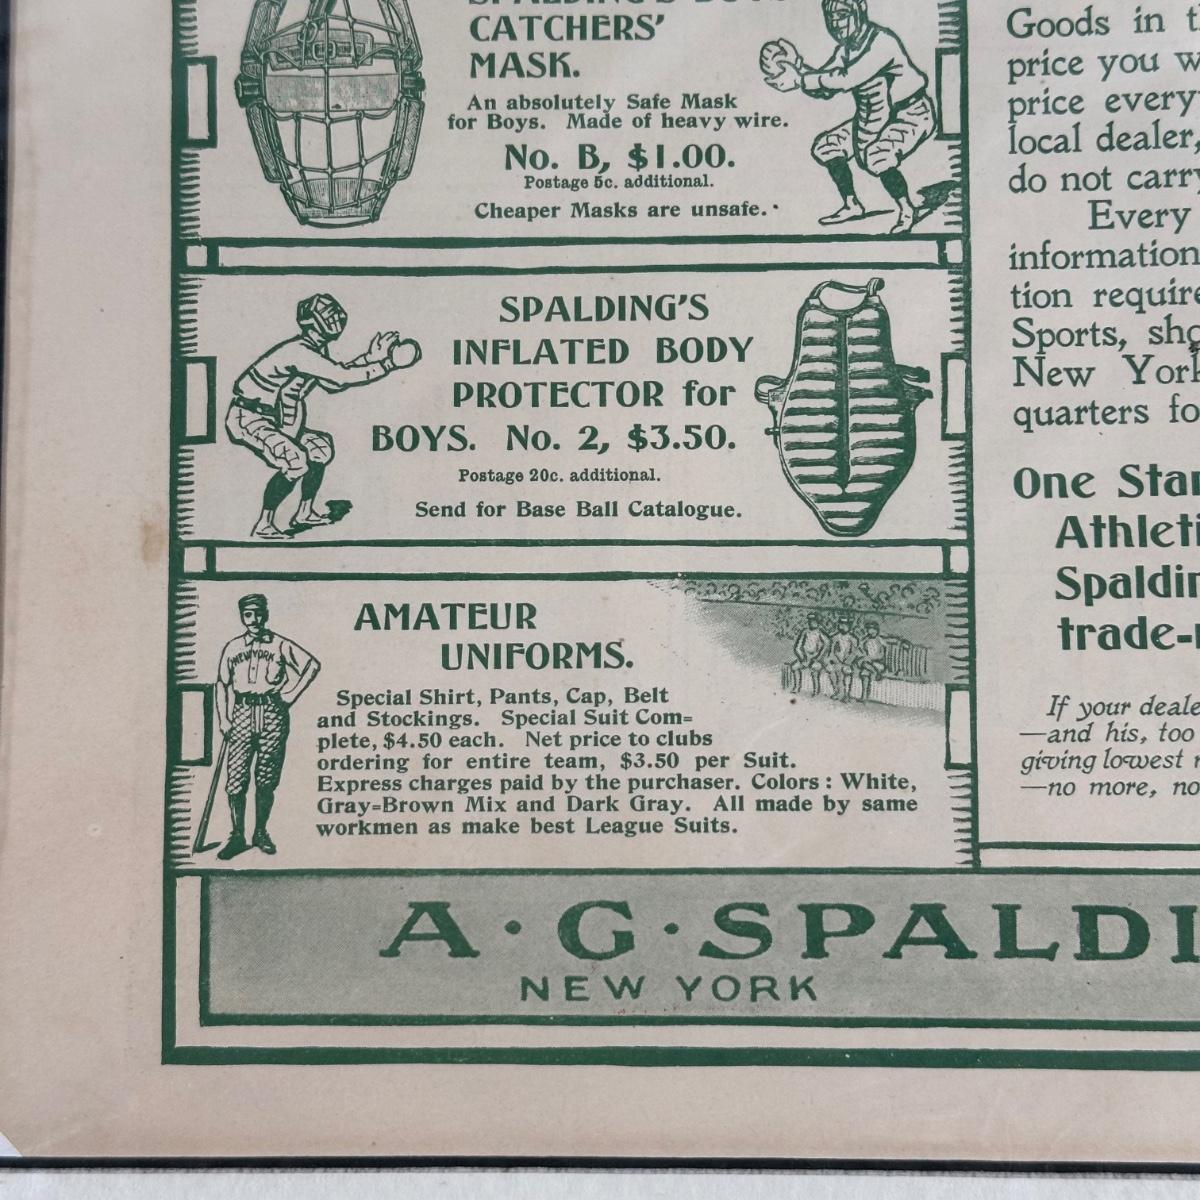 CATCHERS'
MASK.
An absolutely Safe Mask
for Boys. Made of heavy wire.
No. B, $1.00.
Postage 5c. additional.
Cheaper Masks are unsafe.
SPALDING'S
INFLATED BODY
PROTECTOR for
BOYS. No. 2, $3.50.
Postage 20c. additional.
Send for Base Ball Catalogue.
AMATEUR
UNIFORMS.
NEW YORK
Special Shirt, Pants, Cap, Belt
and Stockings. Special Suit Com=
plete, $4.50 each. Net price to clubs
ordering for entire team, $3.50 per Suit.
Express charges paid by the purchaser. Colors: White,
Gray=Brown Mix and Dark Gray. All made by same
workmen as make best League Suits.
Goods in
price you
price
local dealer,
do not carry
Every
information
tion
Sports,
New York
quarters
One
Athleti
Spaldin
trade-
If your deale
—and his, too
giving lowest
—no more, no
A·G·SPALDI
NEW YORK